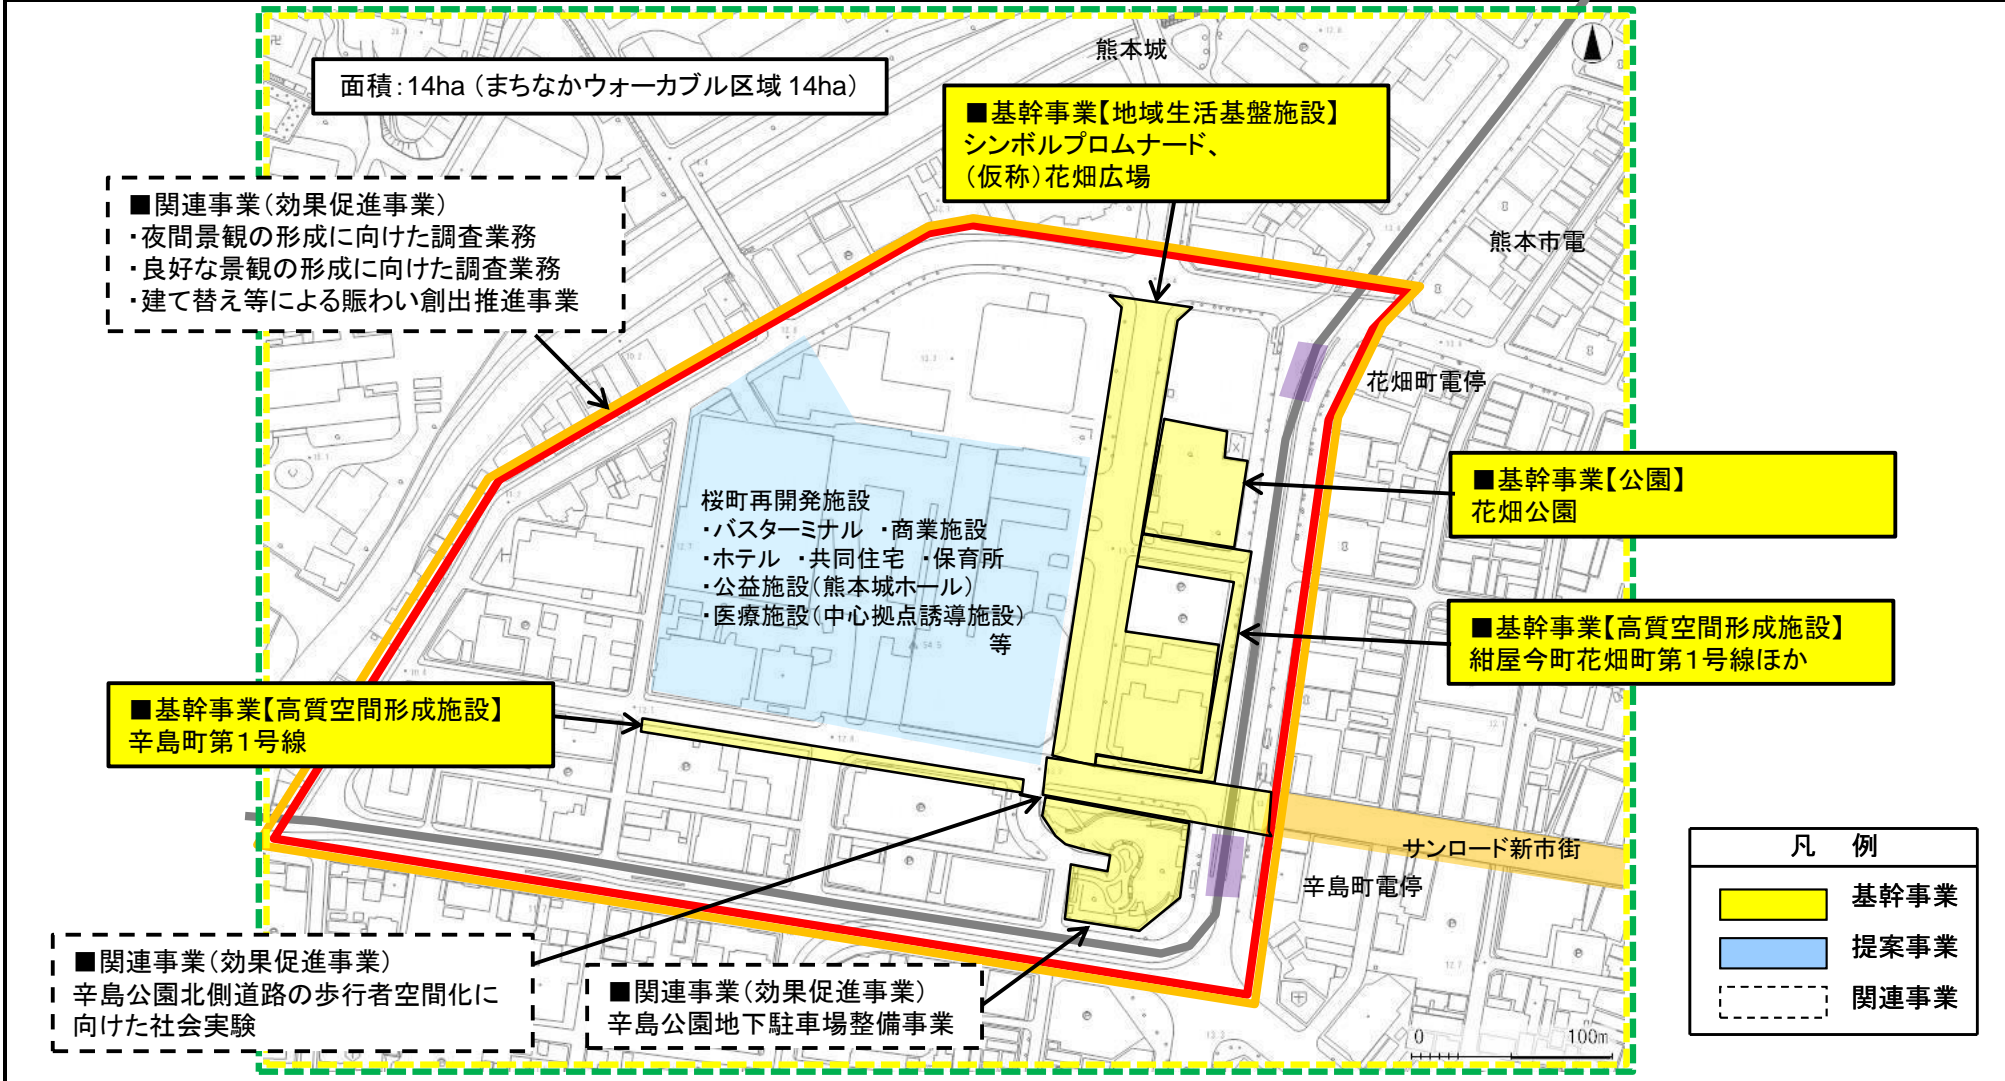 熊本城
面積:14ha (まちなかウォーカブル区域 14ha)
■基幹事業【地域生活基盤施設】
シンボルプロムナード、
(仮称)花畑広場
■関連事業(効果促進事業)
・夜間景観の形成に向けた調査業務
・良好な景観の形成に向けた調査業務
・建て替え等による賑わい創出推進事業
熊本市電
花畑町電停
■基幹事業【公園】
花畑公園
桜町再開発施設
・バスターミナル ・商業施設
・ホテル ・共同住宅 ・保育所
・公益施設(熊本城ホール)
・医療施設(中心拠点誘導施設)
等
■基幹事業【高質空間形成施設】
紺屋今町花畑町第1号線ほか
■基幹事業【高質空間形成施設】
辛島町第1号線
サンロード新市街
辛島町電停
凡 例
基幹事業
提案事業
関連事業
■関連事業(効果促進事業)
辛島公園北側道路の歩行者空間化に
向けた社会実験
■関連事業(効果促進事業)
辛島公園地下駐車場整備事業
0 100m